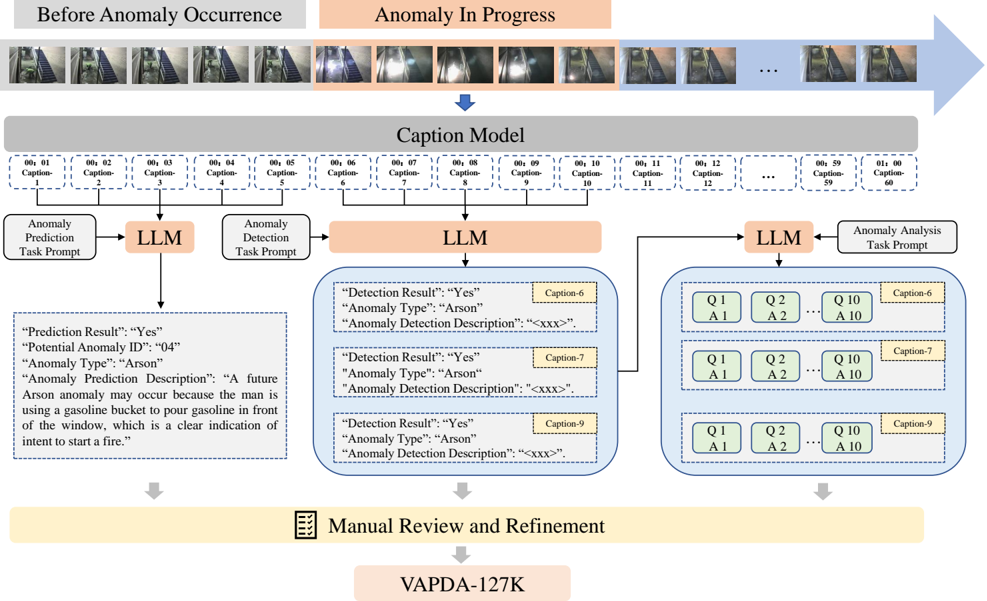 Before Anomaly Occurrence
Anomaly In Progress
...
Caption Model
00: 01
Caption-
1
00: 02
Caption-
2
00: 03
Caption-
3
00: 04
Caption-
4
00: 05
Caption-
5
00: 06
Caption-
6
00: 07
Caption-
7
00: 08
Caption-
8
00: 09
Caption-
9
00: 10
Caption-
10
00: 11
Caption-
11
00: 12
Caption-
12
...
00: 59
Caption-
59
01: 00
Caption-
60
Anomaly
Prediction
Task Prompt
LLM
Anomaly
Detection
Task Prompt
LLM
LLM
Anomaly Analysis
Task Prompt
“Prediction Result”: “Yes”
“Potential Anomaly ID”: “04”
“Anomaly Type”: “Arson”
“Anomaly Prediction Description”: “A future
Arson anomaly may occur because the man is
using a gasoline bucket to pour gasoline in front
of the window, which is a clear indication of
intent to start a fire.”
“Detection Result”: “Yes”
“Anomaly Type”: “Arson”
“Anomaly Detection Description”: “<xxx>”.
Caption-6
“Detection Result”: “Yes”
"Anomaly Type": “Arson“
"Anomaly Detection Description": "<xxx>".
Caption-7
“Detection Result”: “Yes”
“Anomaly Type”: “Arson”
“Anomaly Detection Description”: “<xxx>”.
Caption-9
Q 1
A 1
Q 2
A 2
...
Q 10
A 10
Caption-6
Q 1
A 1
Q 2
A 2
...
Q 10
A 10
Caption-7
Q 1
A 1
Q 2
A 2
...
Q 10
A 10
Caption-9
Manual Review and Refinement
VAPDA-127K